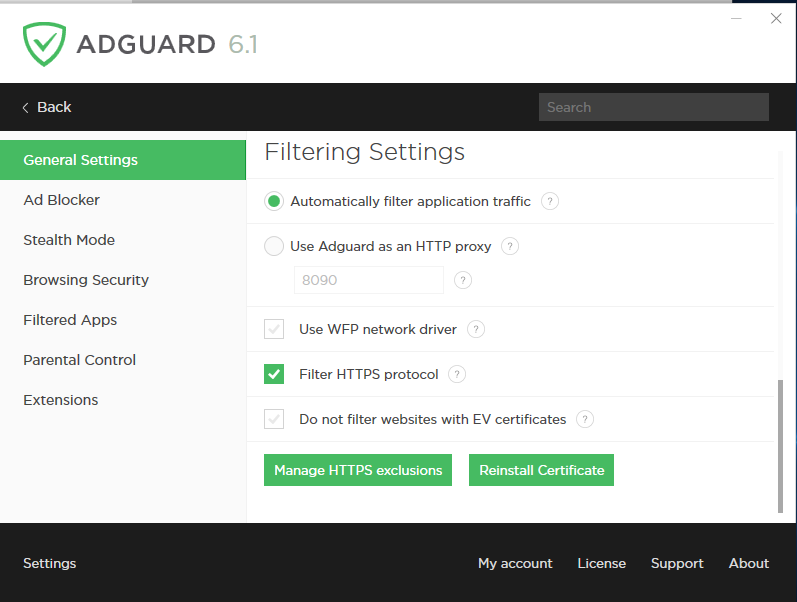 ADGUARD 6.1
Back
Search
General Settings
Ad Blocker
Stealth Mode
Browsing Security
Filtered Apps
Parental Control
Extensions
Filtering Settings
Automatically filter application traffic ?
Use Adguard as an HTTP proxy ?
8090 ?
Use WFP network driver ?
Filter HTTPS protocol ?
Do not filter websites with EV certificates ?
Manage HTTPS exclusions Reinstall Certificate
Settings My account License Support About